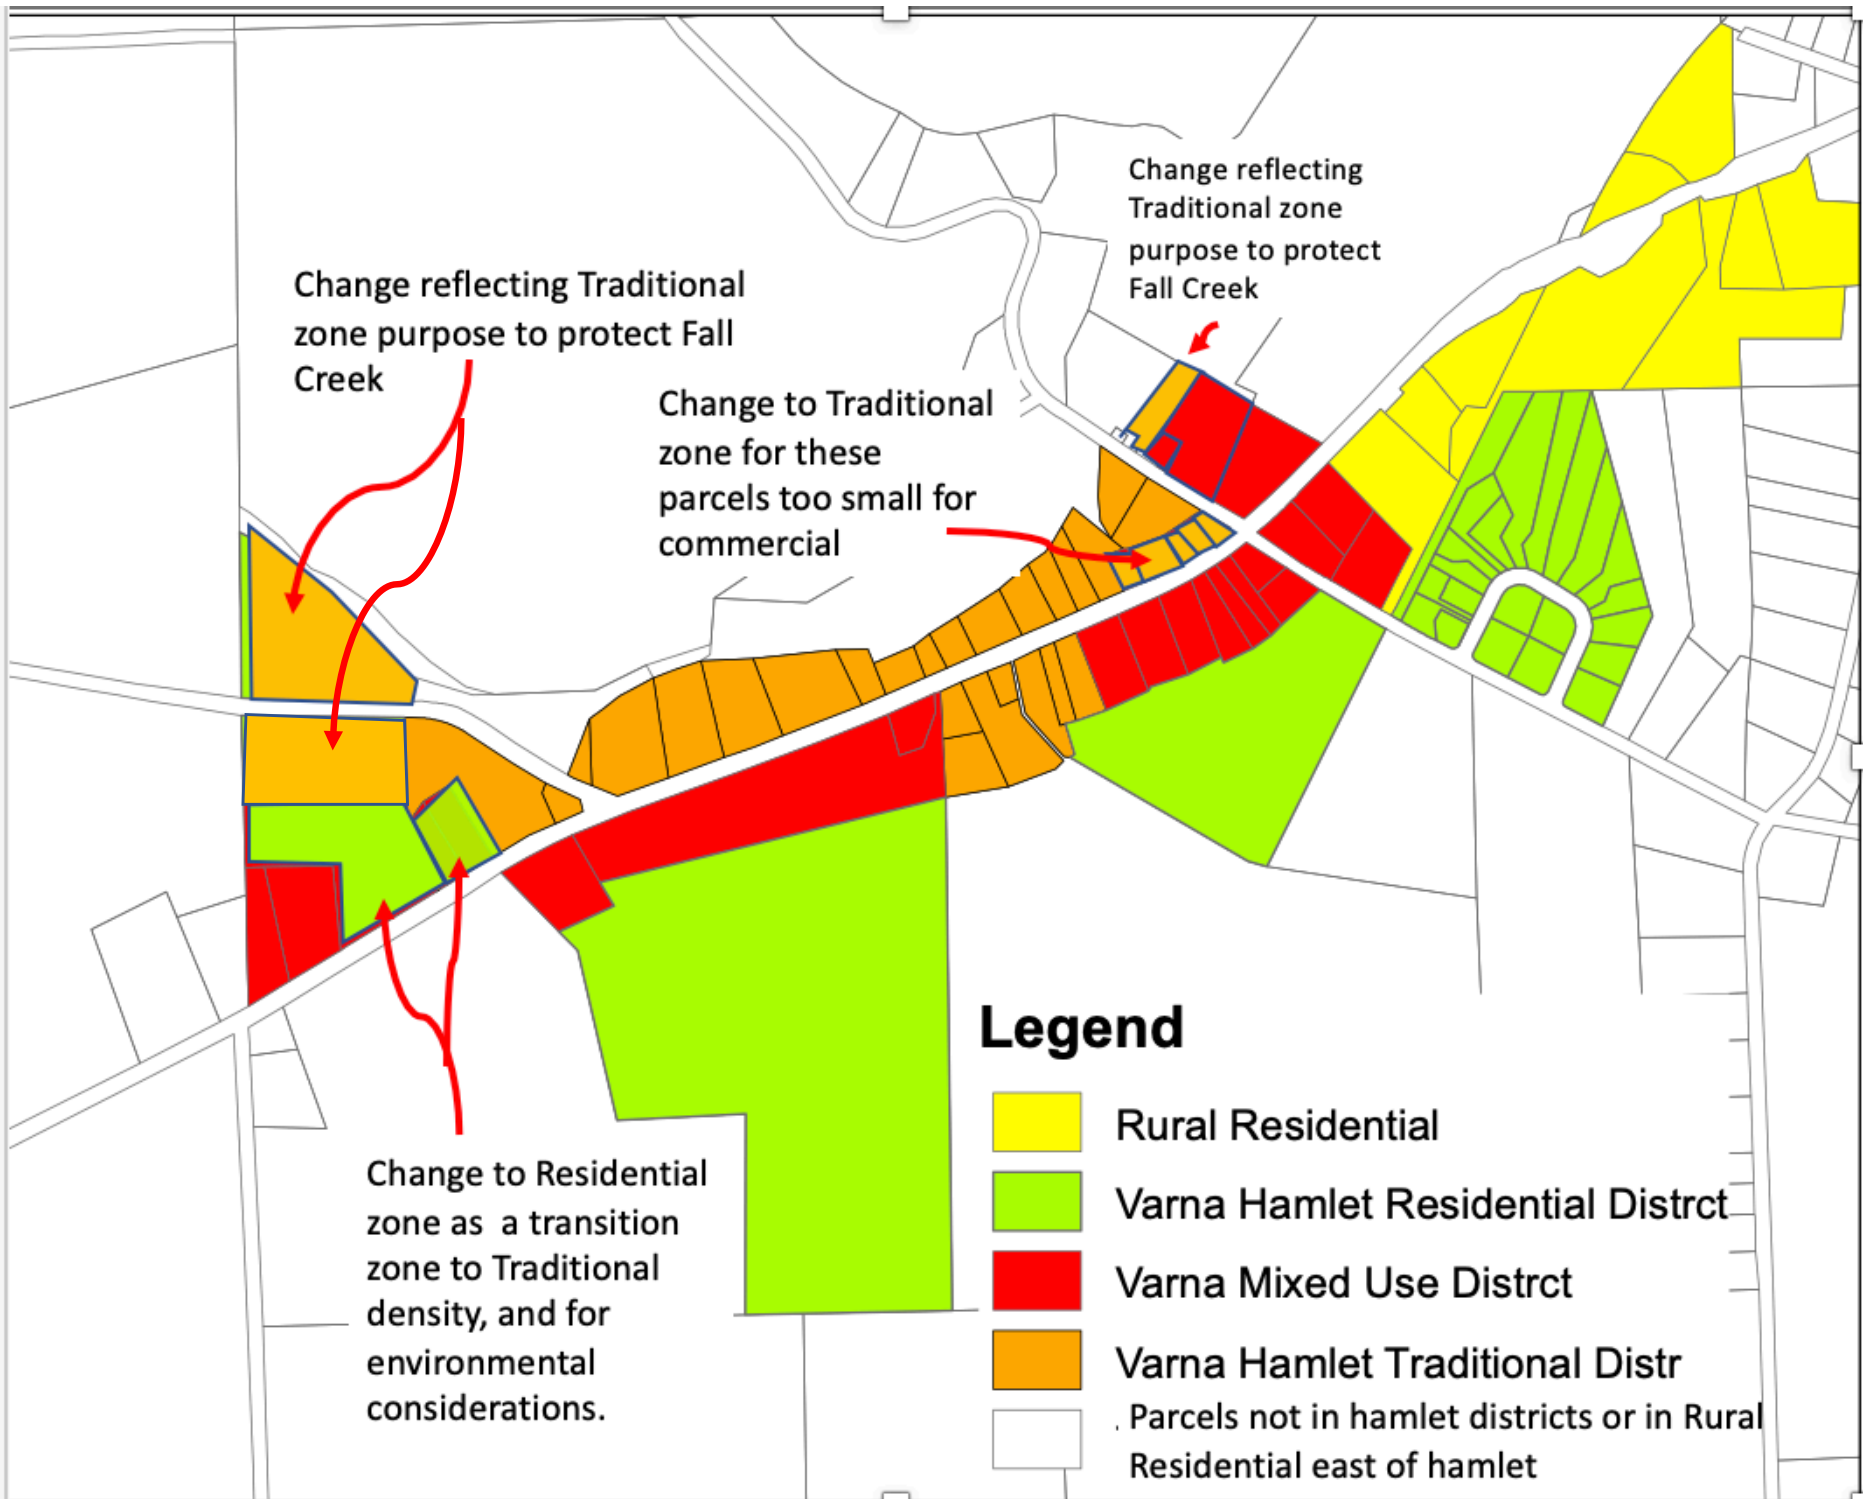 Change reflecting
Traditional zone
purpose to protect
Fall Creek
Change reflecting Traditional
zone purpose to protect Fall
Creek
Change to Traditional
zone for these
parcels too small for
commercial
Change to Residential
zone as a transition
zone to Traditional
density, and for
environmental
considerations.
Legend
Rural Residential
Varna Hamlet Residential Distrct
Varna Mixed Use Distrct
Varna Hamlet Traditional Distr
. Parcels not in hamlet districts or in Rural
Residential east of hamlet